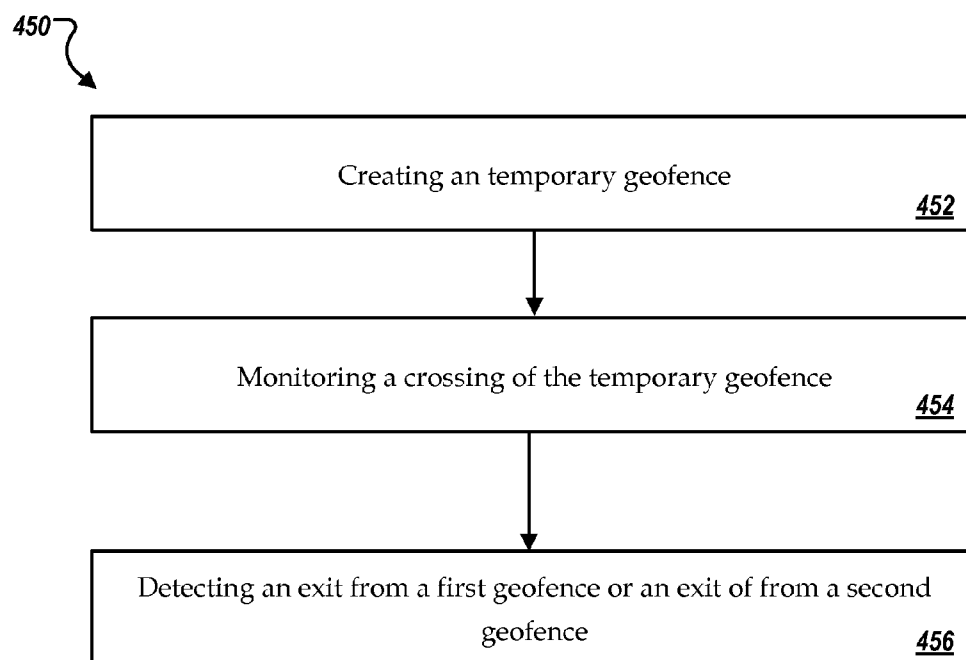 450
Creating an temporary geofence
452
Monitoring a crossing of the temporary geofence
454
Detecting an exit from a first geofence or an exit of from a second
geofence
456